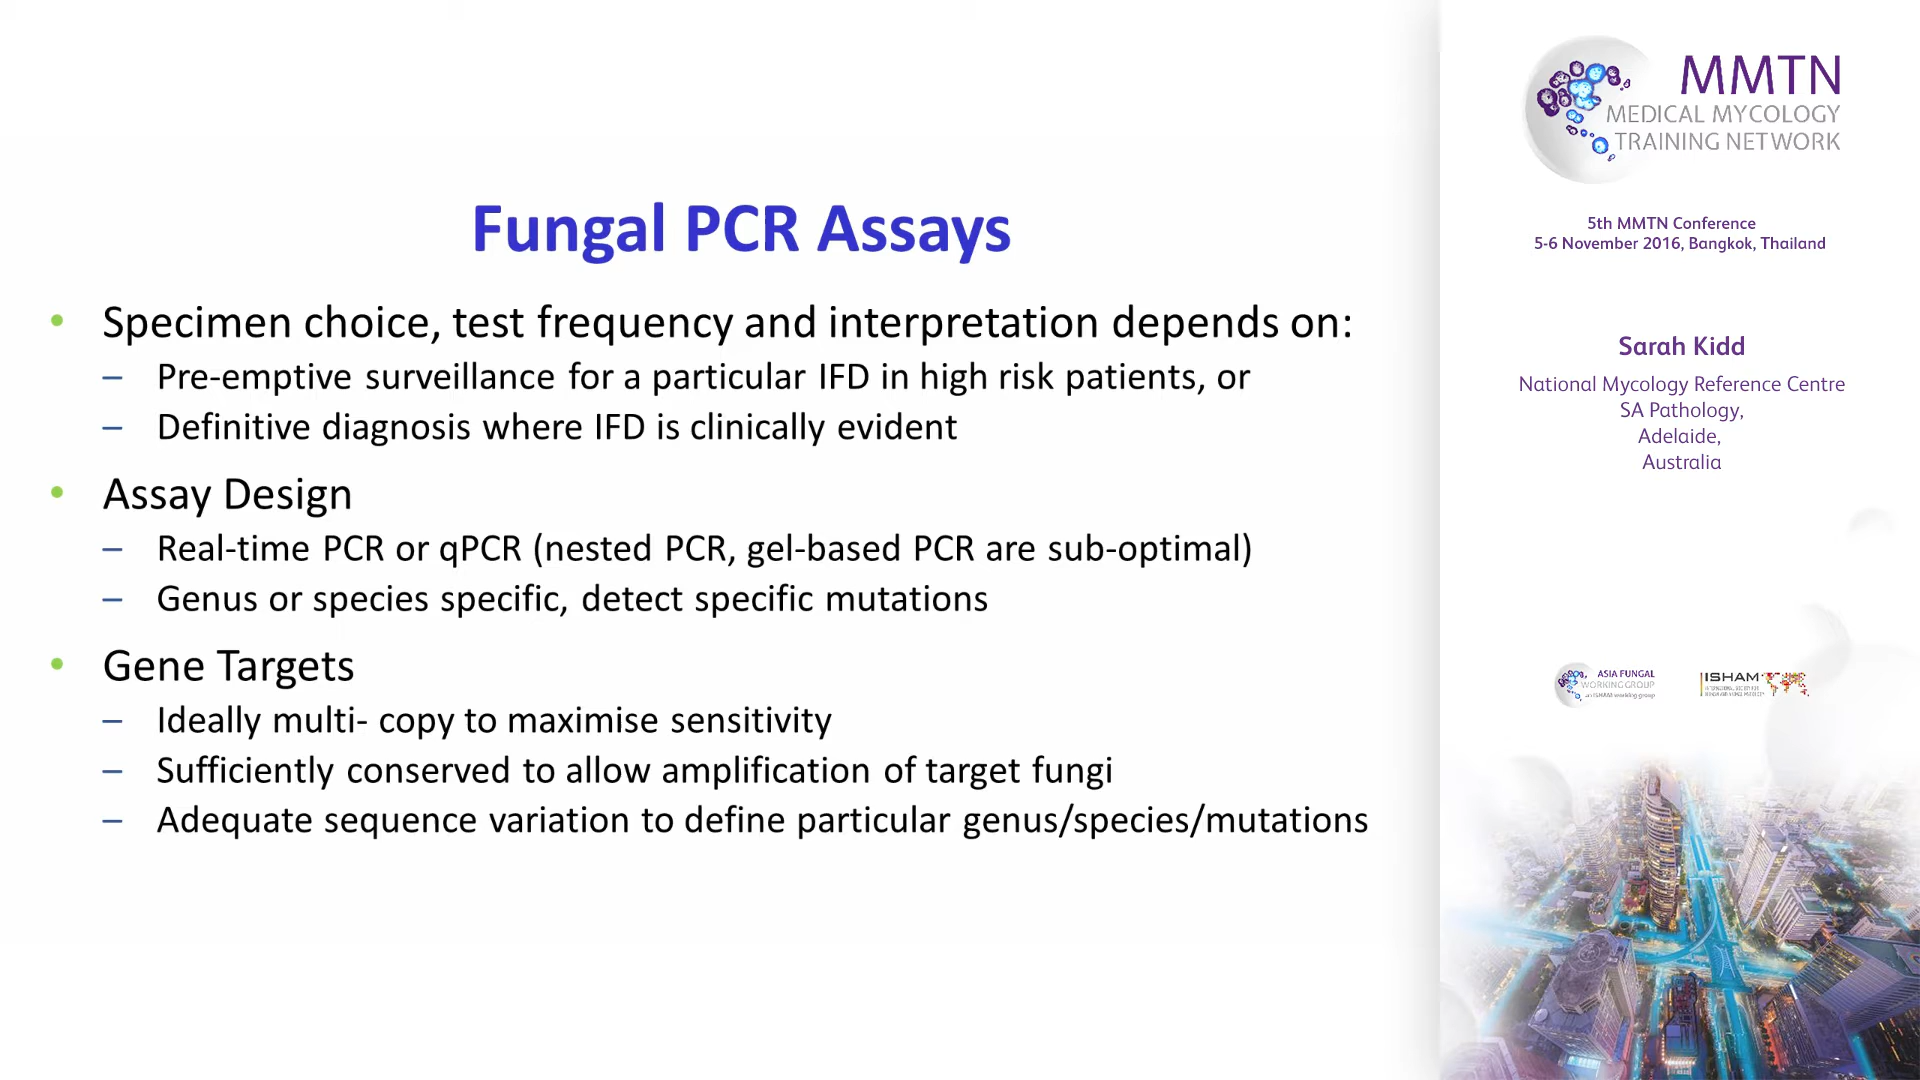 Fungal PCR Assays
• Specimen choice, test frequency and interpretation depends on:
– Pre-emptive surveillance for a particular IFD in high risk patients, or
– Definitive diagnosis where IFD is clinically evident
• Assay Design
– Real-time PCR or qPCR (nested PCR, gel-based PCR are sub-optimal)
– Genus or species specific, detect specific mutations
• Gene Targets
– Ideally multi- copy to maximise sensitivity
– Sufficiently conserved to allow amplification of target fungi
– Adequate sequence variation to define particular genus/species/mutations
MMTN
MEDICAL MYCOLOGY
TRAINING NETWORK
5th MMTN Conference
5-6 November 2016, Bangkok, Thailand
Sarah Kidd
National Mycology Reference Centre
SA Pathology,
Adelaide,
Australia
ASIA FUNGAL
WORKING GROUP
an ISHAM working group
ISHAM